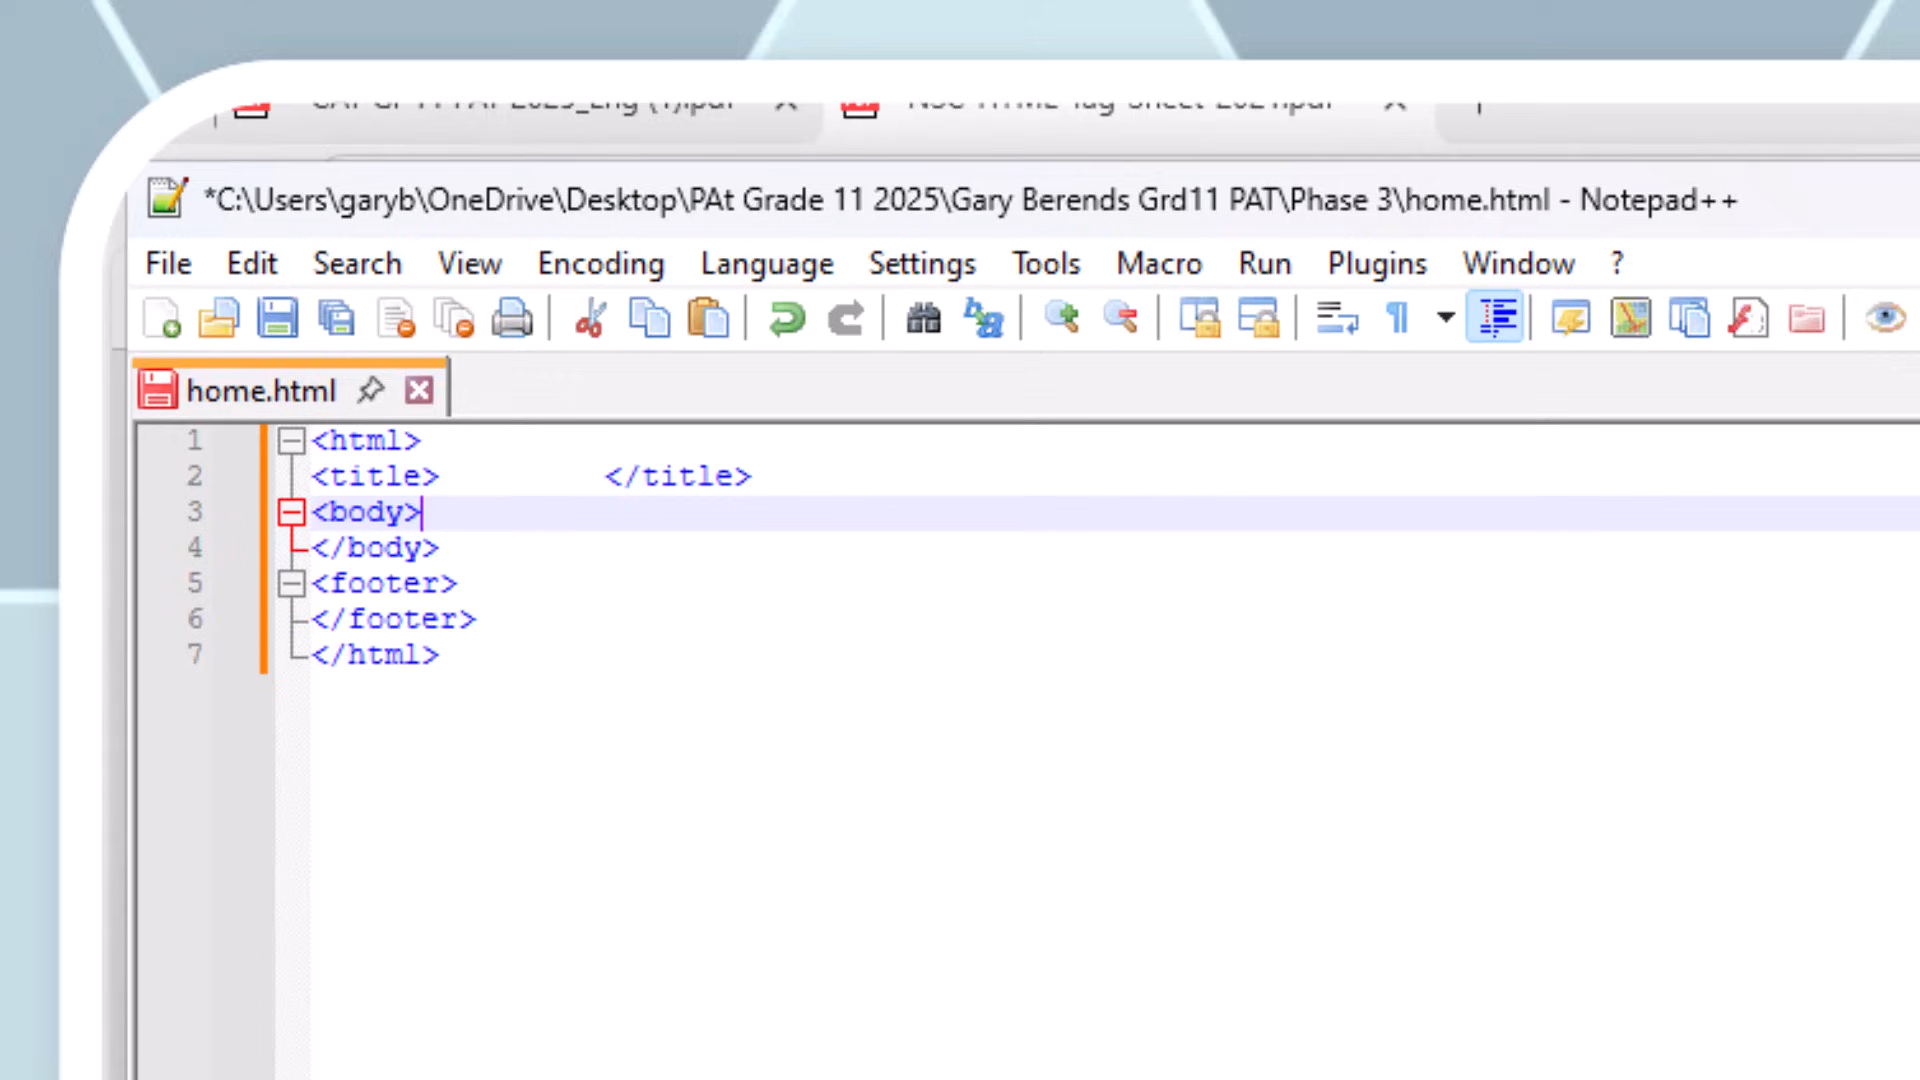 *C:\Users\garyb\OneDrive\Desktop\PAt Grade 11 2025\Gary Berends Grd11 PAT\Phase 3\home.html - Notepad++
File Edit Search View Encoding Language Settings Tools Macro Run Plugins Window ?
home.html
1 <html>
2 <title> </title>
3 <body>
4 </body>
5 <footer>
6 </footer>
7 </html>